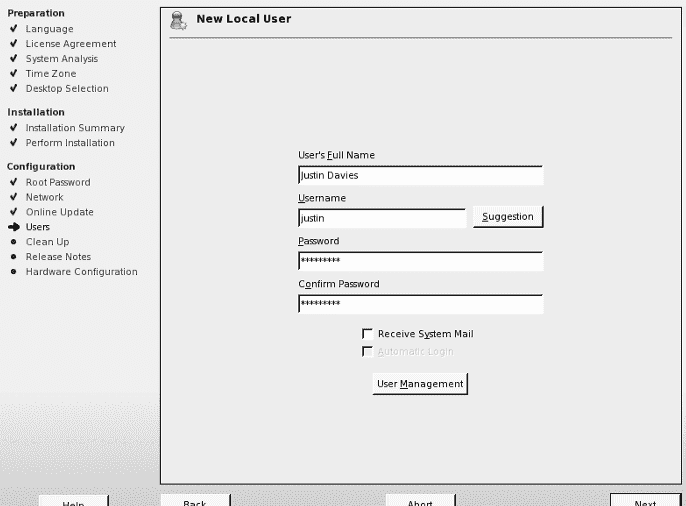 Preparation
Language
License Agreement
System Analysis
Time Zone
Desktop Selection
Installation
Installation Summary
Perform Installation
Configuration
Root Password
Network
Online Update
Users
Clean Up
Release Notes
Hardware Configuration
New Local User
User's Full Name
Justin Davies
Username
justin
Suggestion
Password
*********
Confirm Password
*********
Receive System Mail
Automatic Login
User Management
Help
Back
Abort
Next